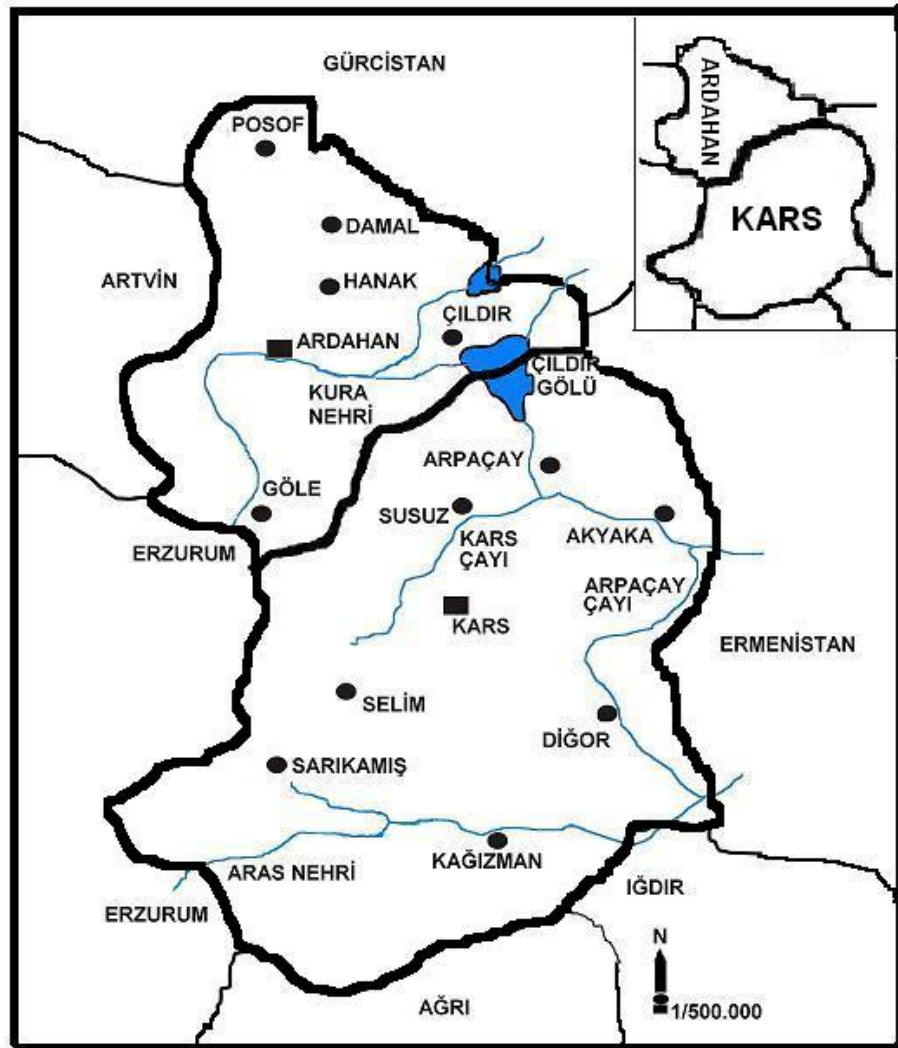 GÜRCİSTAN
ARDAHAN
KARS
POSOF
DAMAL
ARTVİN
HANAK
ÇILDIR
ARDAHAN
ÇILDIR
GÖLÜ
KURA
NEHRİ
ARPAÇAY
GÖLE
SUSUZ
AKYAKA
ERZURUM
KARS
ÇAYI
ARPAÇAY
ÇAYI
KARS
ERMENİSTAN
SELİM
DİĞOR
SARIKAMIŞ
KAĞIZMAN
ARAS NEHRİ
IĞDIR
ERZURUM
N
AĞRI
1/500.000